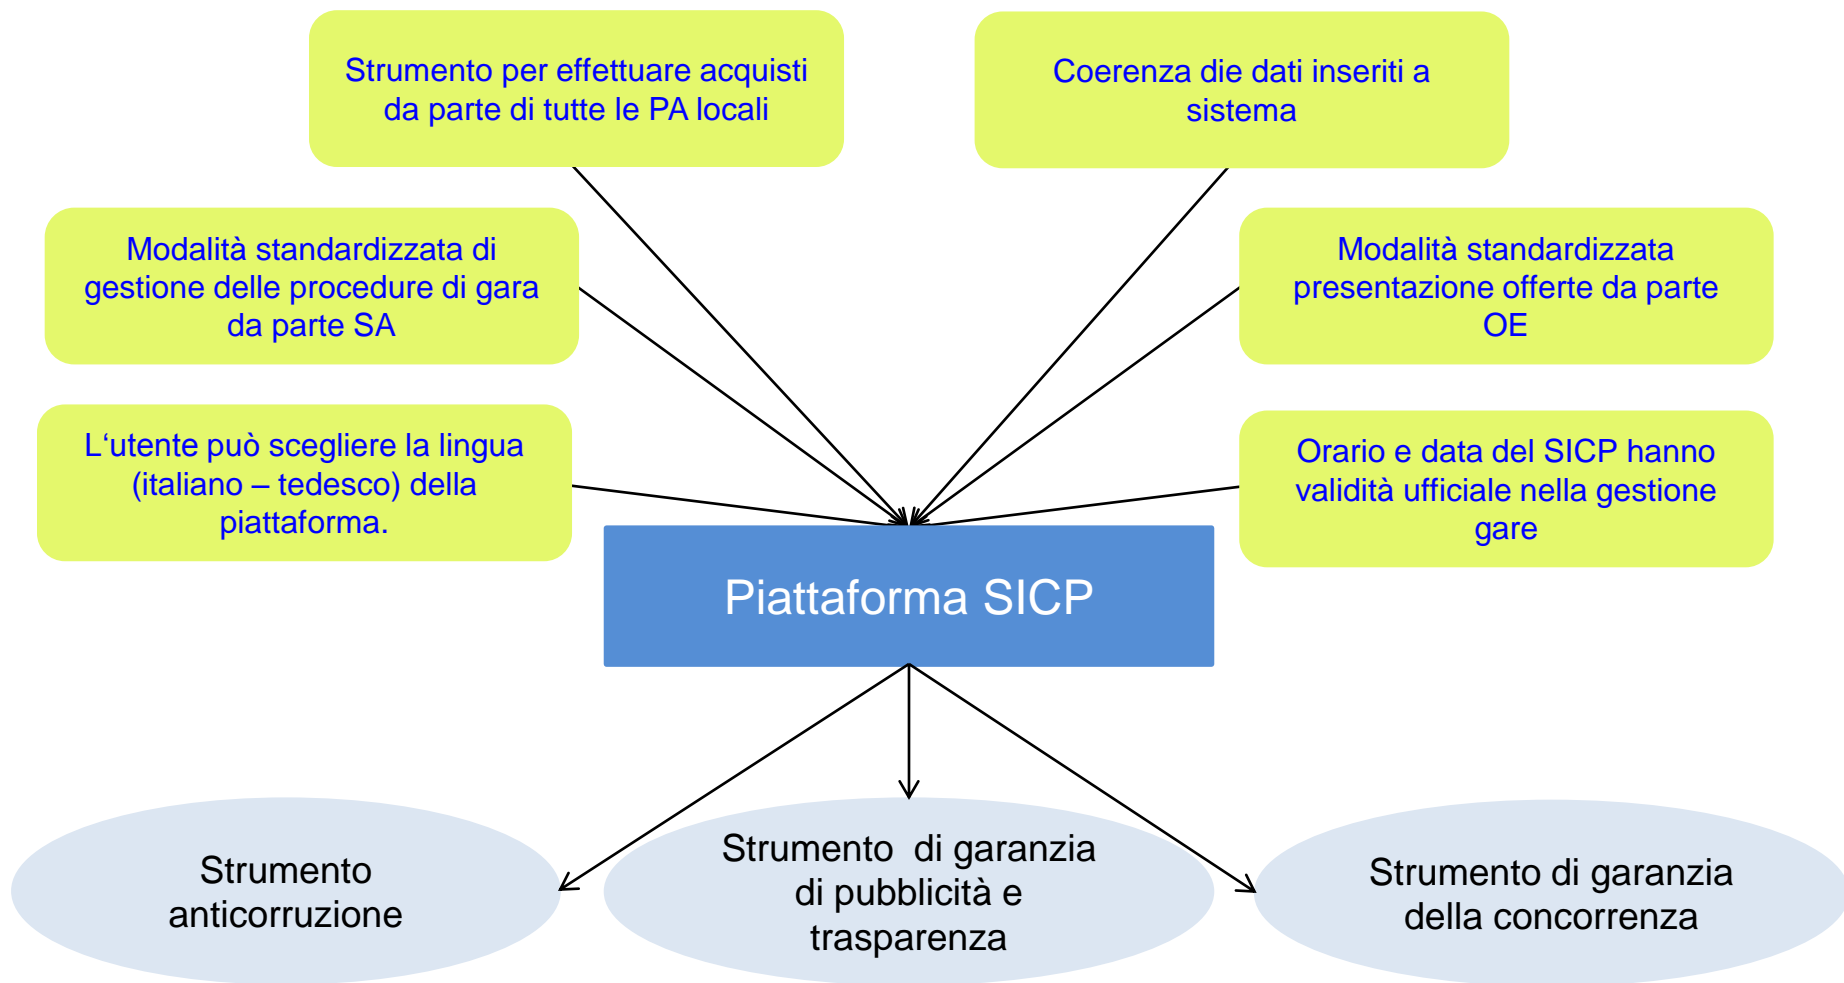 Strumento per effettuare acquisti
da parte di tutte le PA locali
Coerenza die dati inseriti a
sistema
Modalità standardizzata di
gestione delle procedure di gara
da parte SA
Modalità standardizzata
presentazione offerte da parte
OE
L‘utente può scegliere la lingua
(italiano – tedesco) della
piattaforma.
Orario e data del SICP hanno
validità ufficiale nella gestione
gare
Piattaforma SICP
Strumento
anticorruzione
Strumento di garanzia
di pubblicità e
trasparenza
Strumento di garanzia
della concorrenza